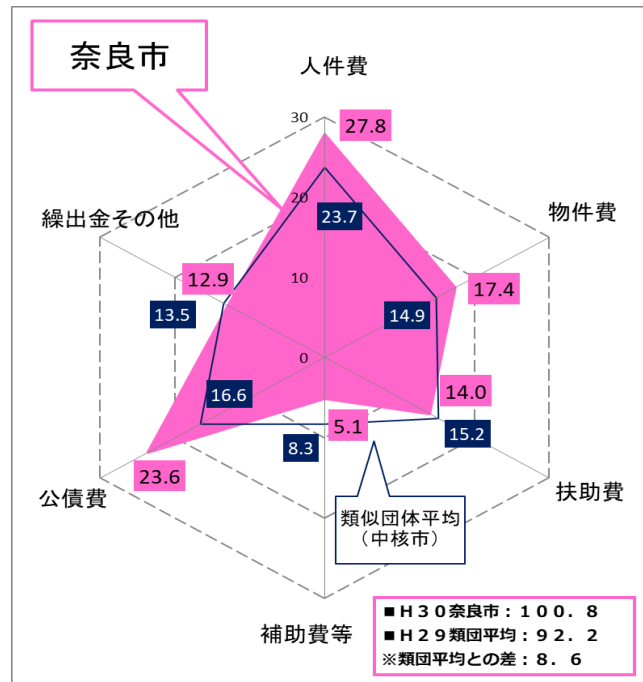 奈良市
人件費
30
27.8
20
23.7
物件費
繰出金その他
12.9
17.4
13.5
10
14.9
0
16.6
14.0
5.1
15.2
8.3
23.6
公債費
扶助費
類似団体平均
（中核市）
補助費等
■Ｈ３０奈良市：１００．８
■Ｈ２９類団平均：９２．２
※類団平均との差：８．６